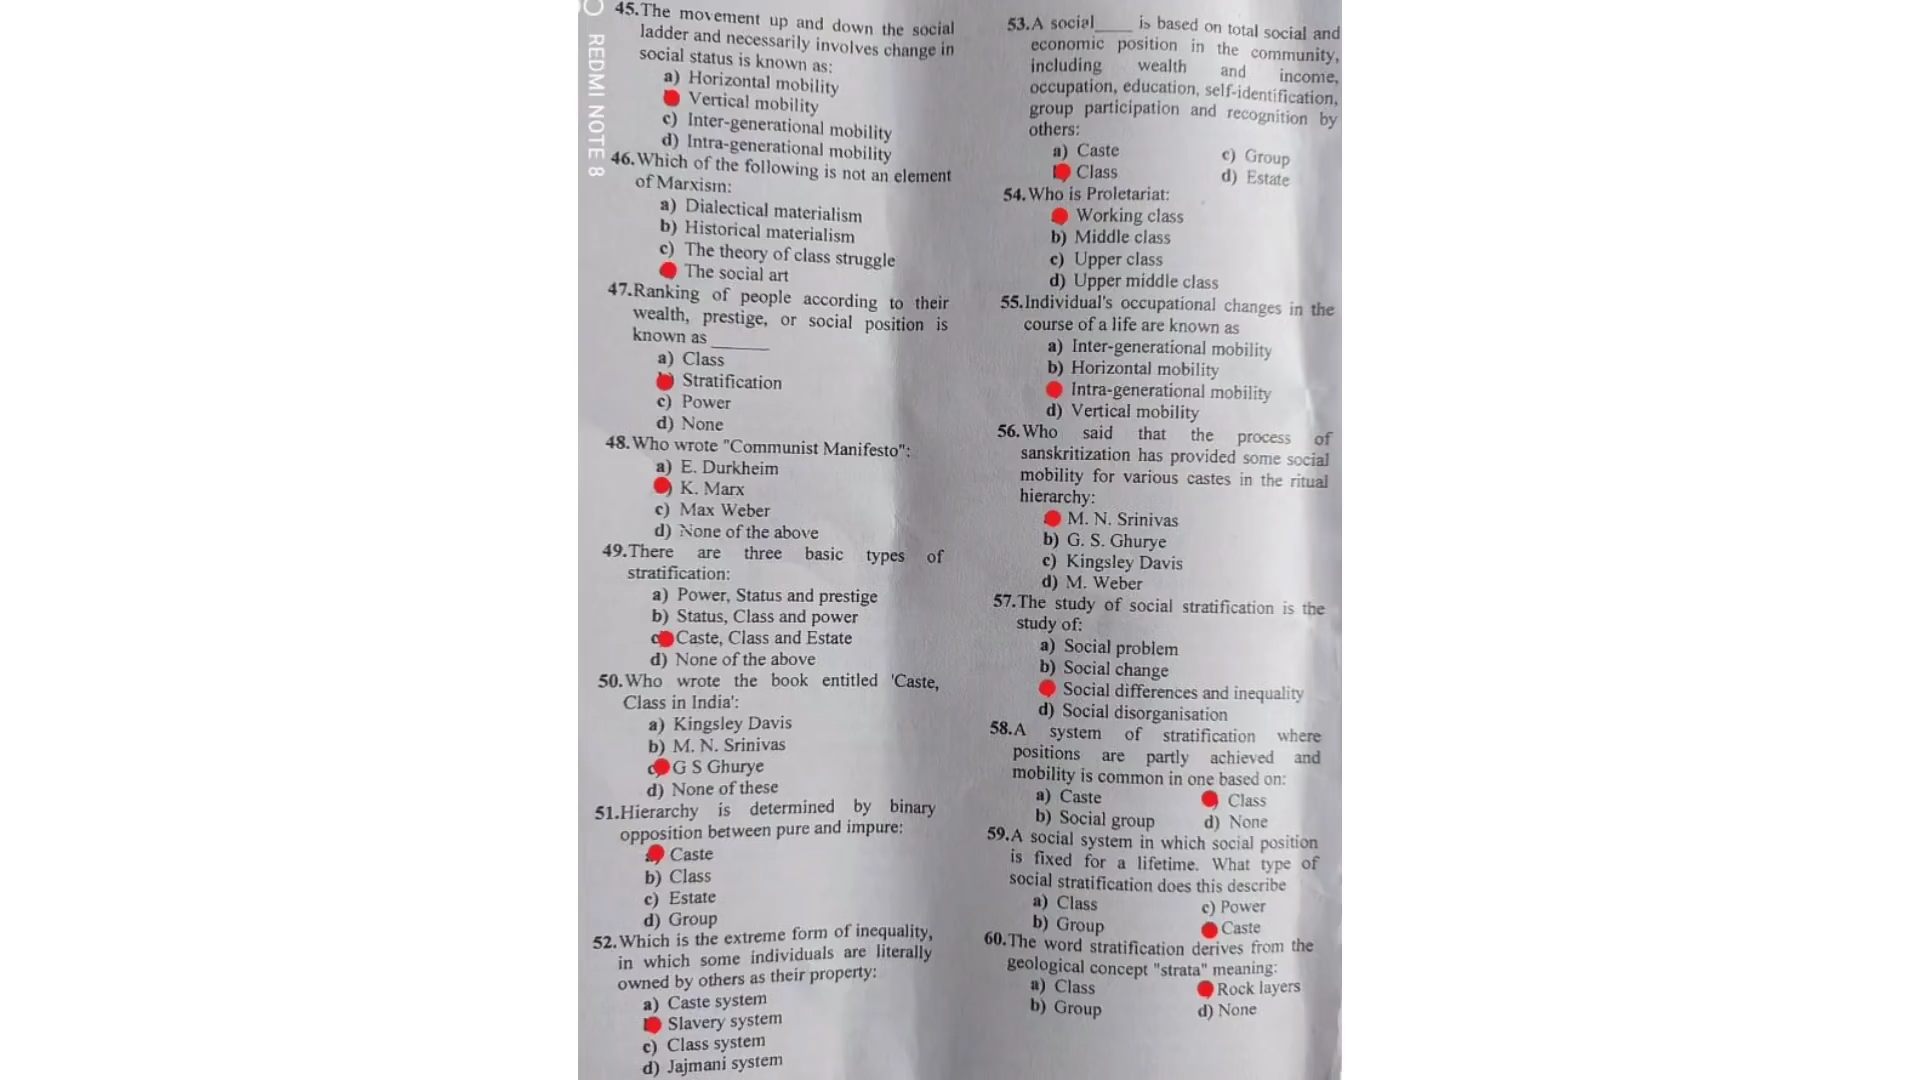 REDMI NOTE 8
45.The movement up and down the social
ladder and necessarily involves change in
social status is known as:
a) Horizontal mobility
Vertical mobility
c) Inter-generational mobility
d) Intra-generational mobility
46.Which of the following is not an element
of Marxism:
a) Dialectical materialism
b) Historical materialism
c) The theory of class struggle
The social art
47.Ranking of people according to their
wealth, prestige, or social position is
known as ______
a) Class
Stratification
c) Power
d) None
48.Who wrote "Communist Manifesto":
a) E. Durkheim
) K. Marx
c) Max Weber
d) None of the above
49.There are three basic types of
stratification:
a) Power, Status and prestige
b) Status, Class and power
c Caste, Class and Estate
d) None of the above
50.Who wrote the book entitled 'Caste,
Class in India':
a) Kingsley Davis
b) M. N. Srinivas
c G S Ghurye
d) None of these
51.Hierarchy is determined by binary
opposition between pure and impure:
Caste
b) Class
c) Estate
d) Group
52.Which is the extreme form of inequality,
in which some individuals are literally
owned by others as their property:
a) Caste system
Slavery system
c) Class system
d) Jajmani system
53.A social____ is based on total social and
economic position in the community,
including wealth and income,
occupation, education, self-identification,
group participation and recognition by
others:
a) Caste c) Group
Class d) Estate
54.Who is Proletariat:
Working class
b) Middle class
c) Upper class
d) Upper middle class
55.Individual's occupational changes in the
course of a life are known as
a) Inter-generational mobility
b) Horizontal mobility
Intra-generational mobility
d) Vertical mobility
56.Who said that the process of
sanskritization has provided some social
mobility for various castes in the ritual
hierarchy:
M. N. Srinivas
b) G. S. Ghurye
c) Kingsley Davis
d) M. Weber
57.The study of social stratification is the
study of:
a) Social problem
b) Social change
Social differences and inequality
d) Social disorganisation
58.A system of stratification where
positions are partly achieved and
mobility is common in one based on:
a) Caste Class
b) Social group d) None
59.A social system in which social position
is fixed for a lifetime. What type of
social stratification does this describe
a) Class c) Power
b) Group Caste
60.The word stratification derives from the
geological concept "strata" meaning:
a) Class Rock layers
b) Group d) None